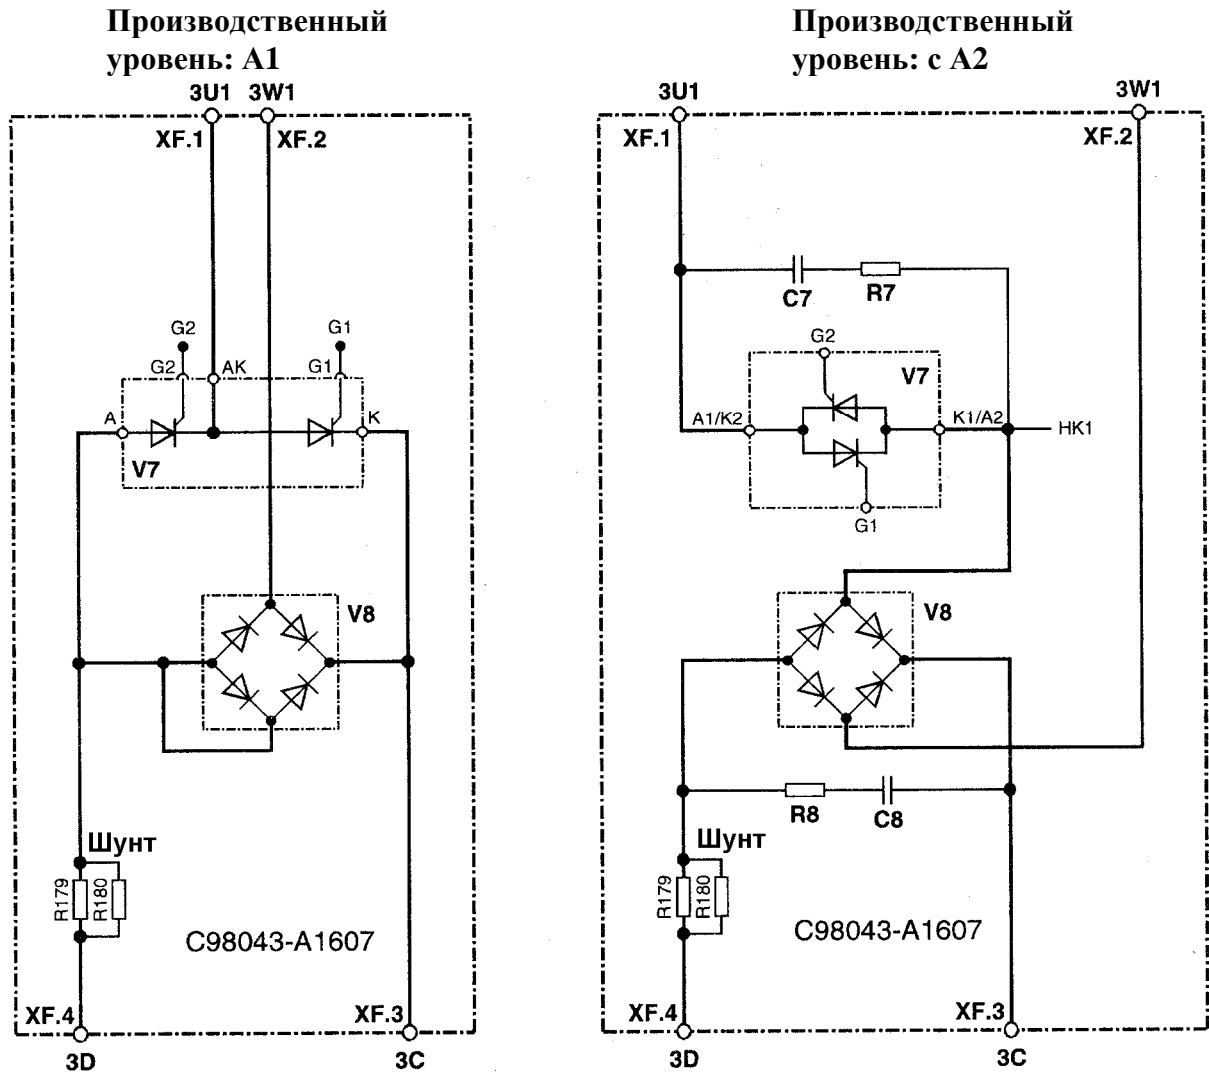 Производственный
уровень: А1
3U1 3W1
XF.1 XF.2
G2 G1
G2 AK G1
A K
V7
V8
Шунт
R179
R180
C98043-A1607
XF.4 XF.3
3D 3C
Производственный
уровень: с А2
3U1 3W1
XF.1 XF.2
C7 R7
G2
V7
A1/K2 K1/A2 HK1
G1
V8
R8 C8
Шунт
R179
R180
C98043-A1607
XF.4 XF.3
3D 3C